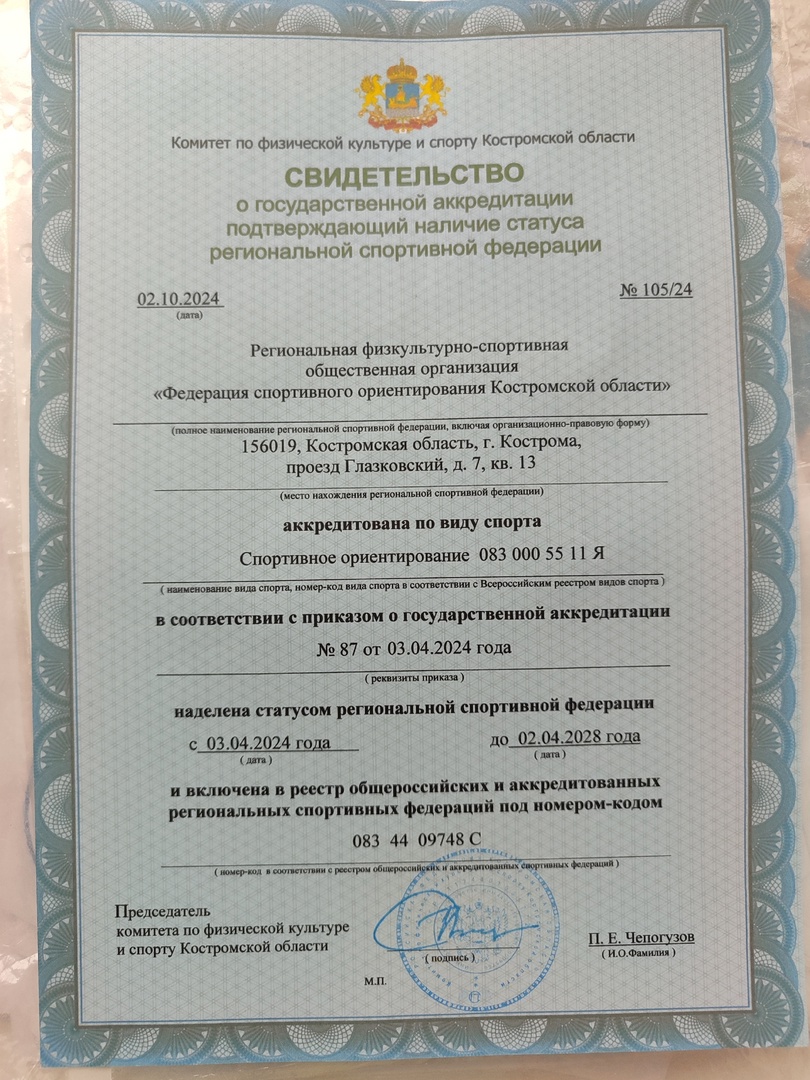 Комитет по физической культуре и спорту Костромской области
СВИДЕТЕЛЬСТВО
о государственной аккредитации
подтверждающий наличие статуса
региональной спортивной федерации
02.10.2024
№ 105/24
(дата)
Региональная физкультурно-спортивная
общественная организация
«Федерация спортивного ориентирования Костромской области»
(полное наименование региональной спортивной федерации, включая организационно-правовую форму)
156019, Костромская область, г. Кострома,
проезд Глазковский, д. 7, кв. 13
(место нахождения региональной спортивной федерации)
аккредитована по виду спорта
Спортивное ориентирование 083 000 55 11 Я
( наименование вида спорта, номер-код вида спорта в соответствии с Всероссийским реестром видов спорта )
в соответствии с приказом о государственной аккредитации
№ 87 от 03.04.2024 года
( реквизиты приказа )
наделена статусом региональной спортивной федерации
с 03.04.2024 года до 02.04.2028 года
( дата ) ( дата )
и включена в реестр общероссийских и аккредитованных
региональных спортивных федераций под номером-кодом
083 44 09748 С
( номер-код в соответствии с реестром общероссийских и аккредитованных спортивных федераций )
Председатель
комитета по физической культуре
и спорту Костромской области
П. Е. Чепогузов
( подпись )
( И.О.Фамилия )
М.П.